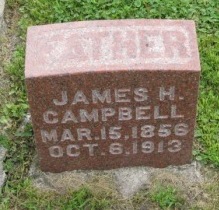 FATHER
JAMES H.
CAMPBELL
MAR. 15, 1856
OCT. 6, 1913